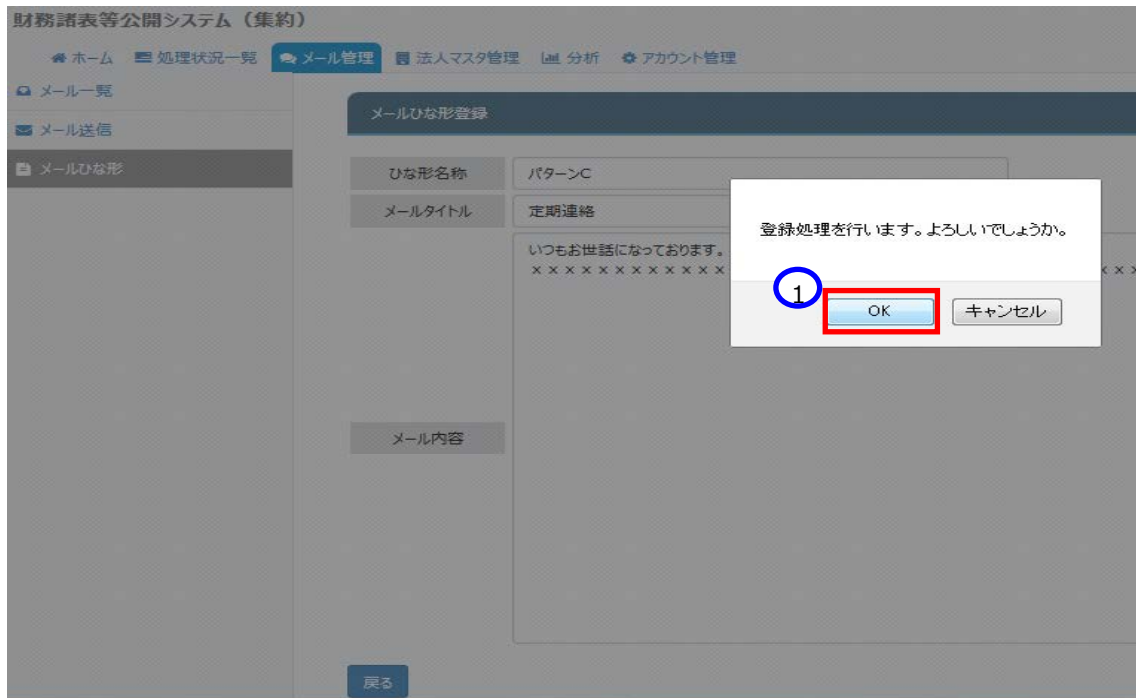 財務諸表等公開システム（集約）
ホーム 処理状況一覧 メール管理 法人マスタ管理 分析 アカウント管理
メール一覧
メール送信
メールひな形
メールひな形登録
ひな形名称 パターンC
メールタイトル 定期連絡
メール内容
いつもお世話になっております。
××××××××××××
××
登録処理を行います。よろしいでしょうか。
1
OK キャンセル
戻る